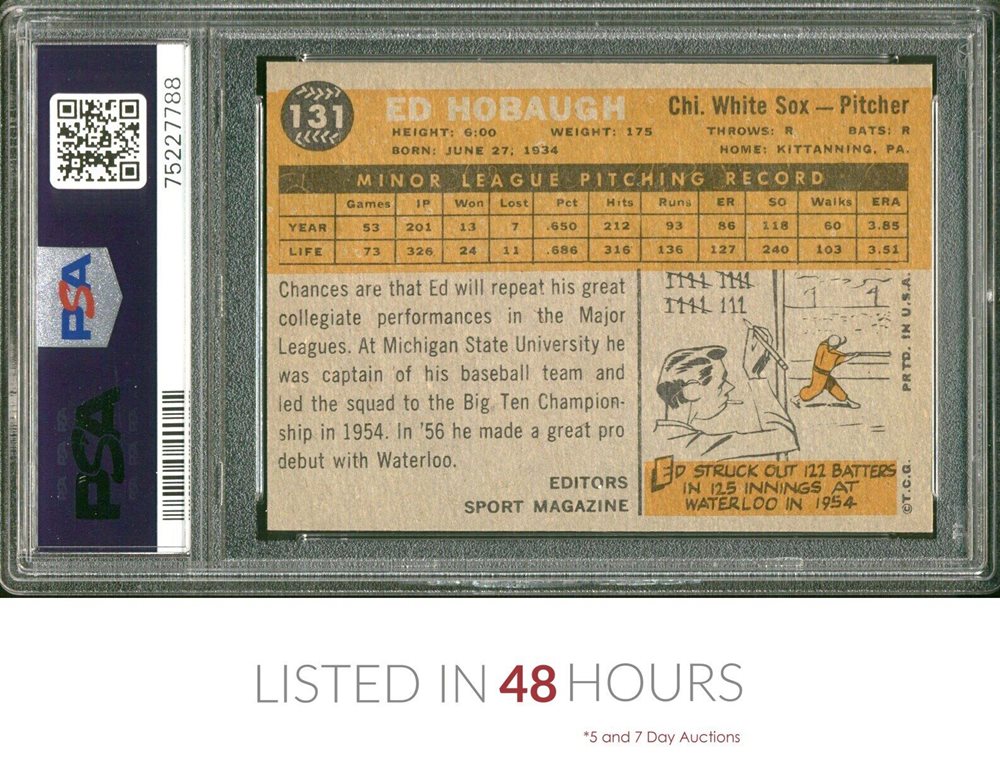 75227788
PSA
PSA
131
ED HOBAUGH
Chi. White Sox — Pitcher
HEIGHT: 6:00 WEIGHT: 175 THROWS: R BATS: R
BORN: JUNE 27, 1934 HOME: KITTANNING, PA.
MINOR LEAGUE PITCHING RECORD
Games IP Won Lost Pct Hits Runs ER SO Walks ERA
YEAR 53 201 13 7 .650 212 93 86 118 60 3.85
LIFE 73 326 24 11 .686 316 136 127 240 103 3.51
Chances are that Ed will repeat his great
collegiate performances in the Major
Leagues. At Michigan State University he
was captain of his baseball team and
led the squad to the Big Ten Champion-
ship in 1954. In '56 he made a great pro
debut with Waterloo.
EDITORS
SPORT MAGAZINE
ED STRUCK OUT 122 BATTERS
IN 125 INNINGS AT
WATERLOO IN 1954
©T.C.G. PRTD. IN U.S.A.
LISTED IN 48 HOURS
*5 and 7 Day Auctions